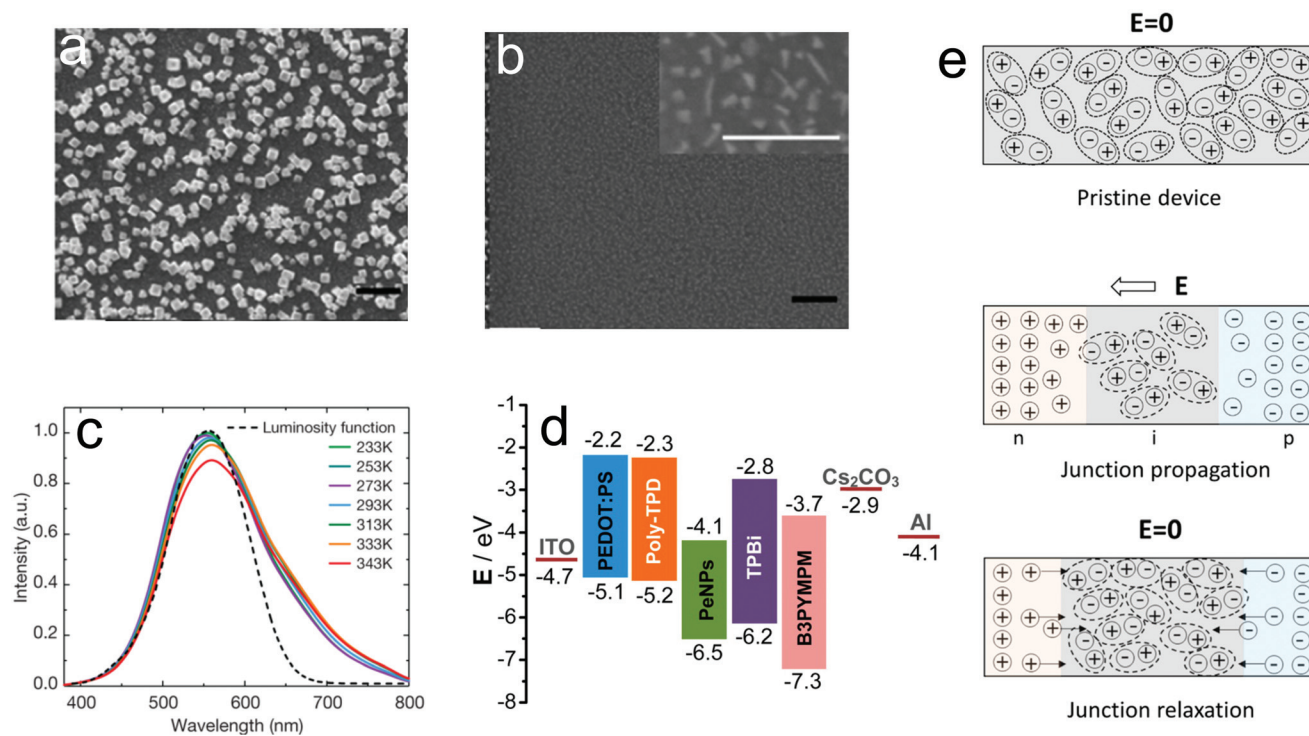 a
b
c
Intensity (a.u.)
1.0
0.8
0.6
0.4
0.2
0.0
400
500
600
700
800
Wavelength (nm)
Luminosity function
233K
253K
273K
293K
313K
333K
343K
d
E / eV
-1
-2
-3
-4
-5
-6
-7
-8
ITO
-4.7
-2.2
PEDOT:PS
-5.1
-2.3
Poly-TPD
-5.2
-4.1
PeNPs
-6.5
-2.8
TPBi
-6.2
-3.7
B3PYMPM
-7.3
Cs₂CO₃
-2.9
Al
-4.1
e
E=0
Pristine device
E
n i p
Junction propagation
E=0
Junction relaxation